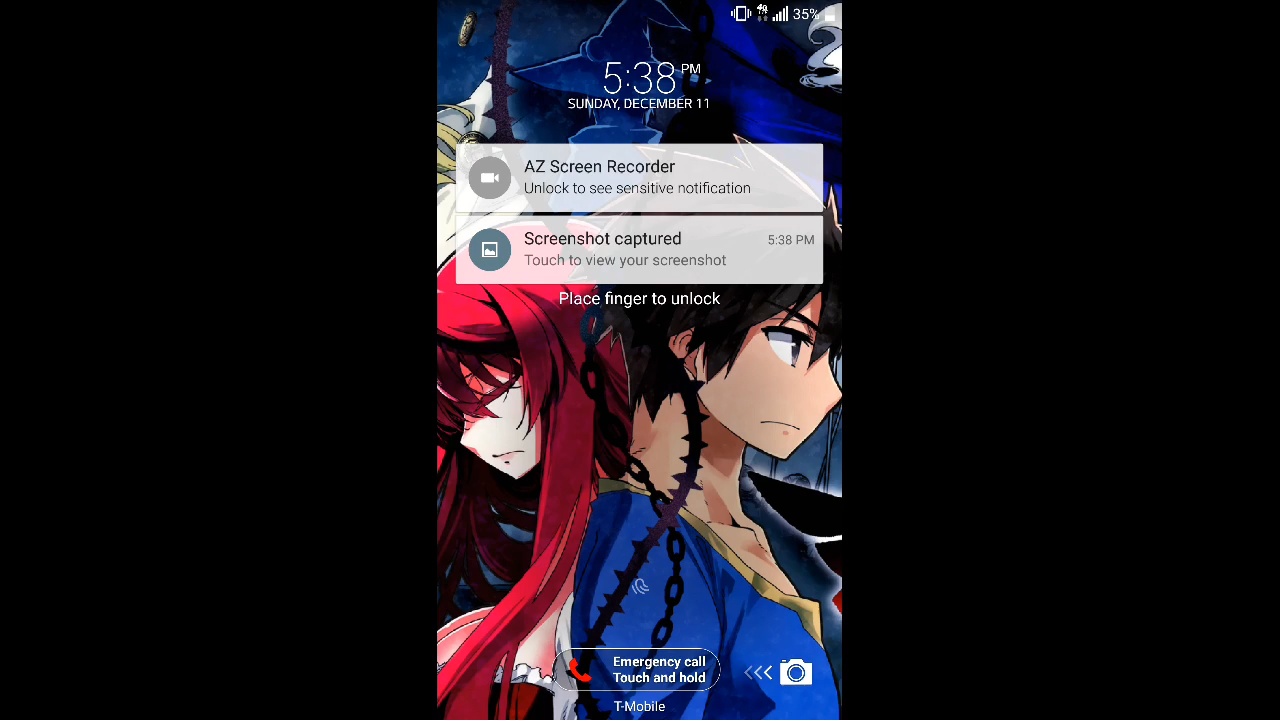 4G 35%
5:38 PM
SUNDAY, DECEMBER 11
AZ Screen Recorder
Unlock to see sensitive notification
Screenshot captured 5:38 PM
Touch to view your screenshot
Place finger to unlock
Emergency call
Touch and hold
T-Mobile